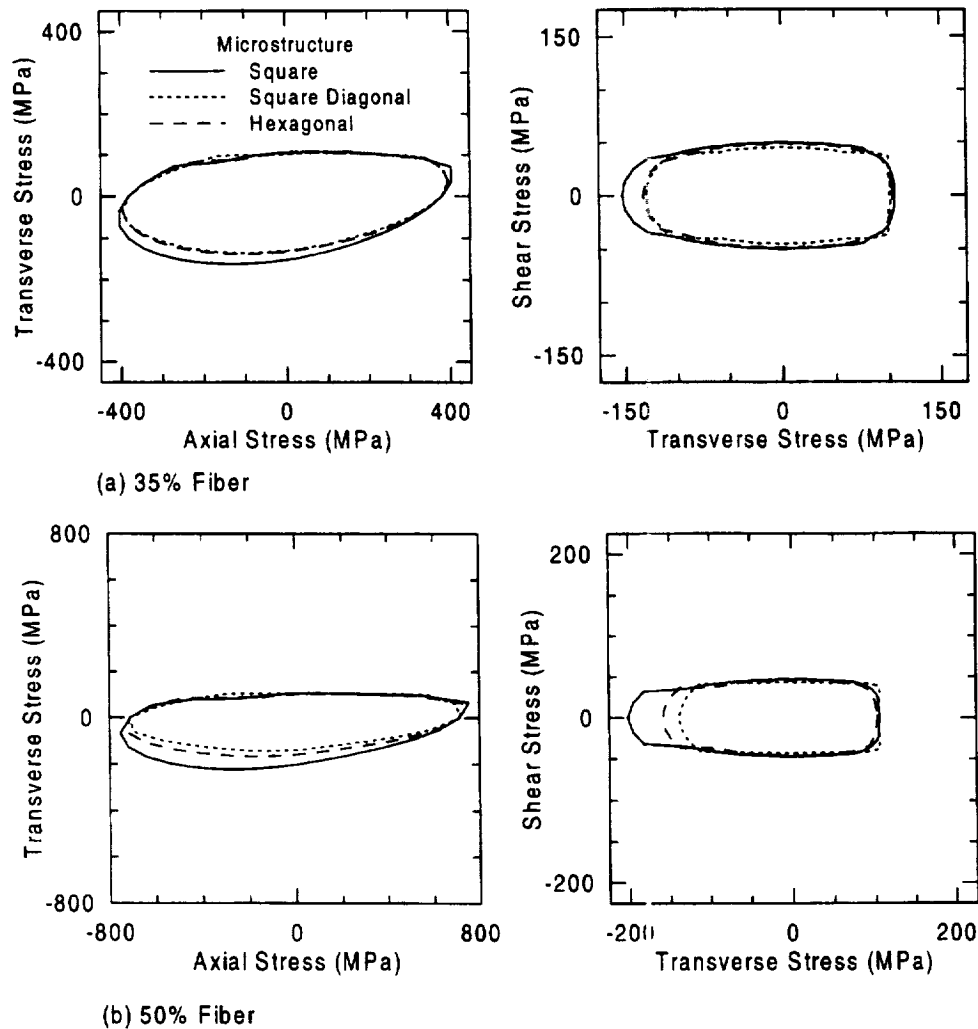 400
0
-400
Transverse Stress (MPa)
Microstructure
Square
Square Diagonal
Hexagonal
-400
0
400
Axial Stress (MPa)
150
0
-150
Shear Stress (MPa)
-150
0
150
Transverse Stress (MPa)
(a) 35% Fiber
800
0
-800
Transverse Stress (MPa)
-800
0
800
Axial Stress (MPa)
200
0
-200
Shear Stress (MPa)
-200
0
200
Transverse Stress (MPa)
(b) 50% Fiber